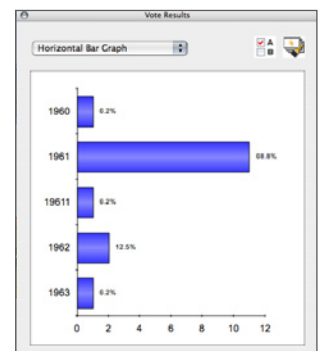 Vote Results
Horizontal Bar Graph
A
B
1960 6.2%
1961 68.8%
19611 6.2%
1962 12.5%
1963 6.2%
0 2 4 6 8 10 12